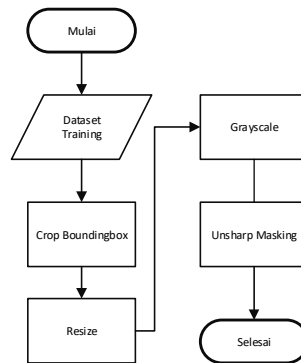 Mulai
Dataset
Training
Crop Boundingbox
Resize
Grayscale
Unsharp Masking
Selesai